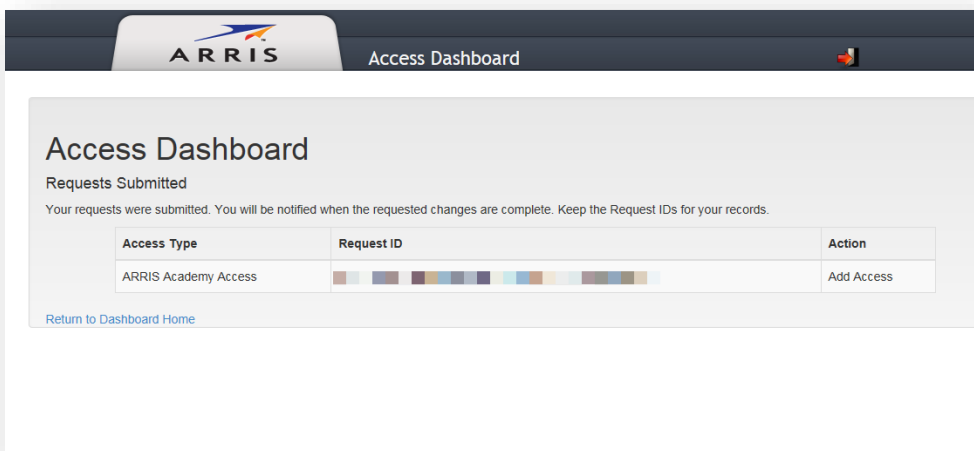 ARRIS
Access Dashboard
Access Dashboard
Requests Submitted
Your requests were submitted. You will be notified when the requested changes are complete. Keep the Request IDs for your records.
Access Type Request ID Action
ARRIS Academy Access Add Access
Return to Dashboard Home